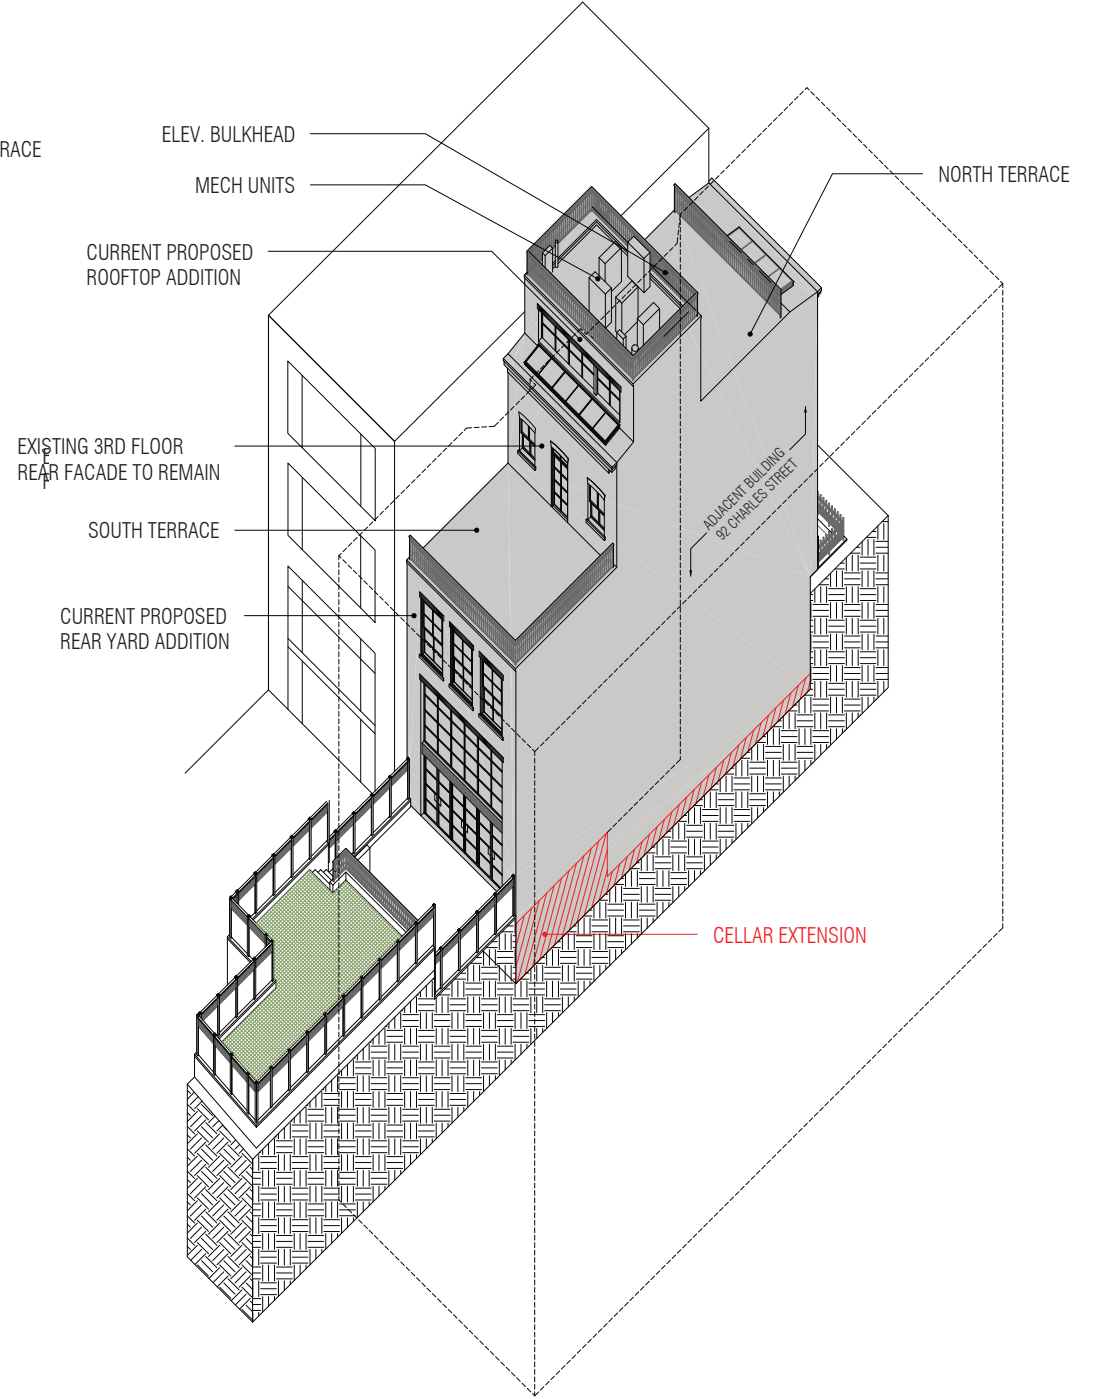 ELEV. BULKHEAD
RACE
MECH UNITS
NORTH TERRACE
CURRENT PROPOSED
ROOFTOP ADDITION
EXISTING 3RD FLOOR
REAR FACADE TO REMAIN
E
F
ADJACENT BUILDING
92 CHARLES STREET
SOUTH TERRACE
CURRENT PROPOSED
REAR YARD ADDITION
CELLAR EXTENSION